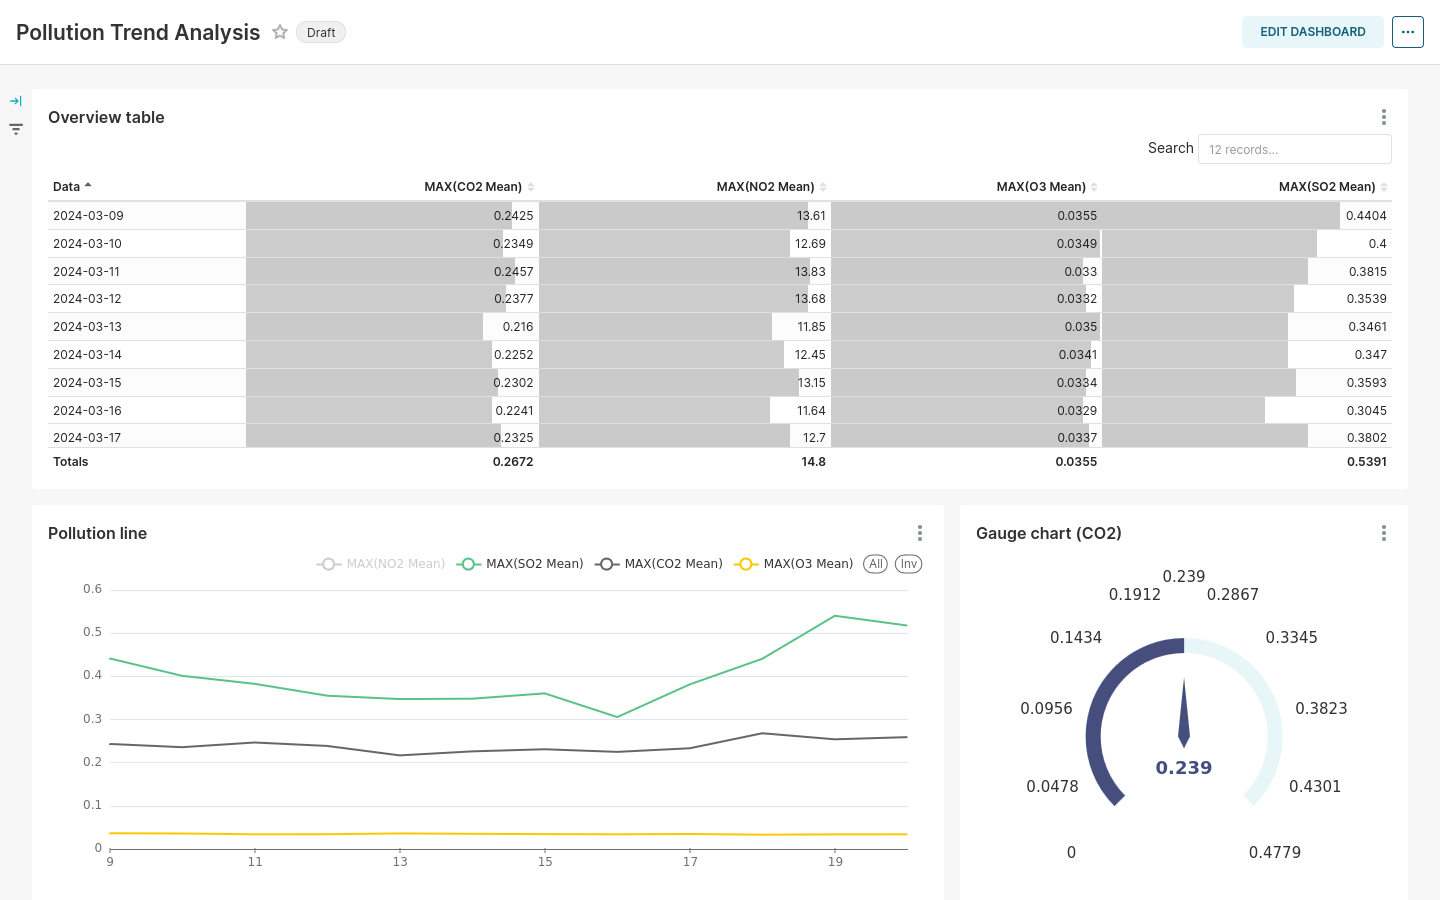 Pollution Trend Analysis Draft EDIT DASHBOARD
Overview table
Search 12 records...
Data MAX(CO2 Mean) MAX(NO2 Mean) MAX(O3 Mean) MAX(SO2 Mean)
2024-03-09 0.2425 13.61 0.0355 0.4404
2024-03-10 0.2349 12.69 0.0349 0.4
2024-03-11 0.2457 13.83 0.033 0.3815
2024-03-12 0.2377 13.68 0.0332 0.3539
2024-03-13 0.216 11.85 0.035 0.3461
2024-03-14 0.2252 12.45 0.0341 0.347
2024-03-15 0.2302 13.15 0.0334 0.3593
2024-03-16 0.2241 11.64 0.0329 0.3045
2024-03-17 0.2325 12.7 0.0337 0.3802
Totals 0.2672 14.8 0.0355 0.5391
Pollution line
MAX(NO2 Mean) MAX(SO2 Mean) MAX(CO2 Mean) MAX(O3 Mean) All Inv
0.6
0.5
0.4
0.3
0.2
0.1
0
9 11 13 15 17 19
Gauge chart (CO2)
0.239
0.1912 0.2867
0.1434 0.3345
0.0956 0.3823
0.239
0.0478 0.4301
0 0.4779